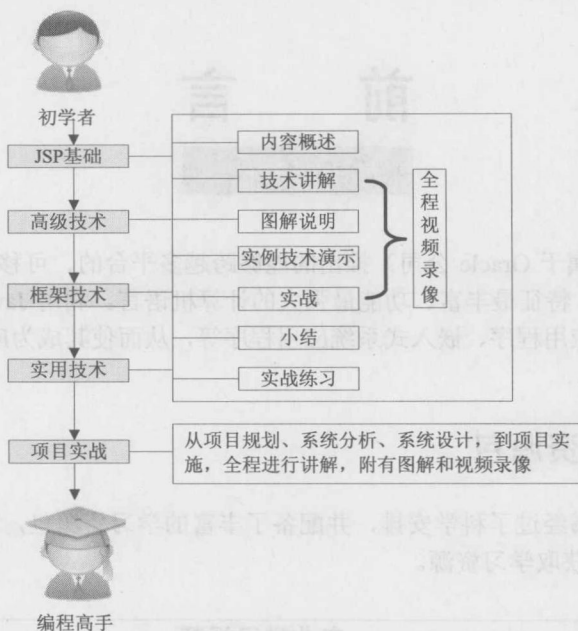 初学者
JSP基础
高级技术
框架技术
实用技术
项目实战
编程高手
内容概述
技术讲解
图解说明
实例技术演示
实战
小结
实战练习
全程视频录像
从项目规划、系统分析、系统设计，到项目实
施，全程进行讲解，附有图解和视频录像